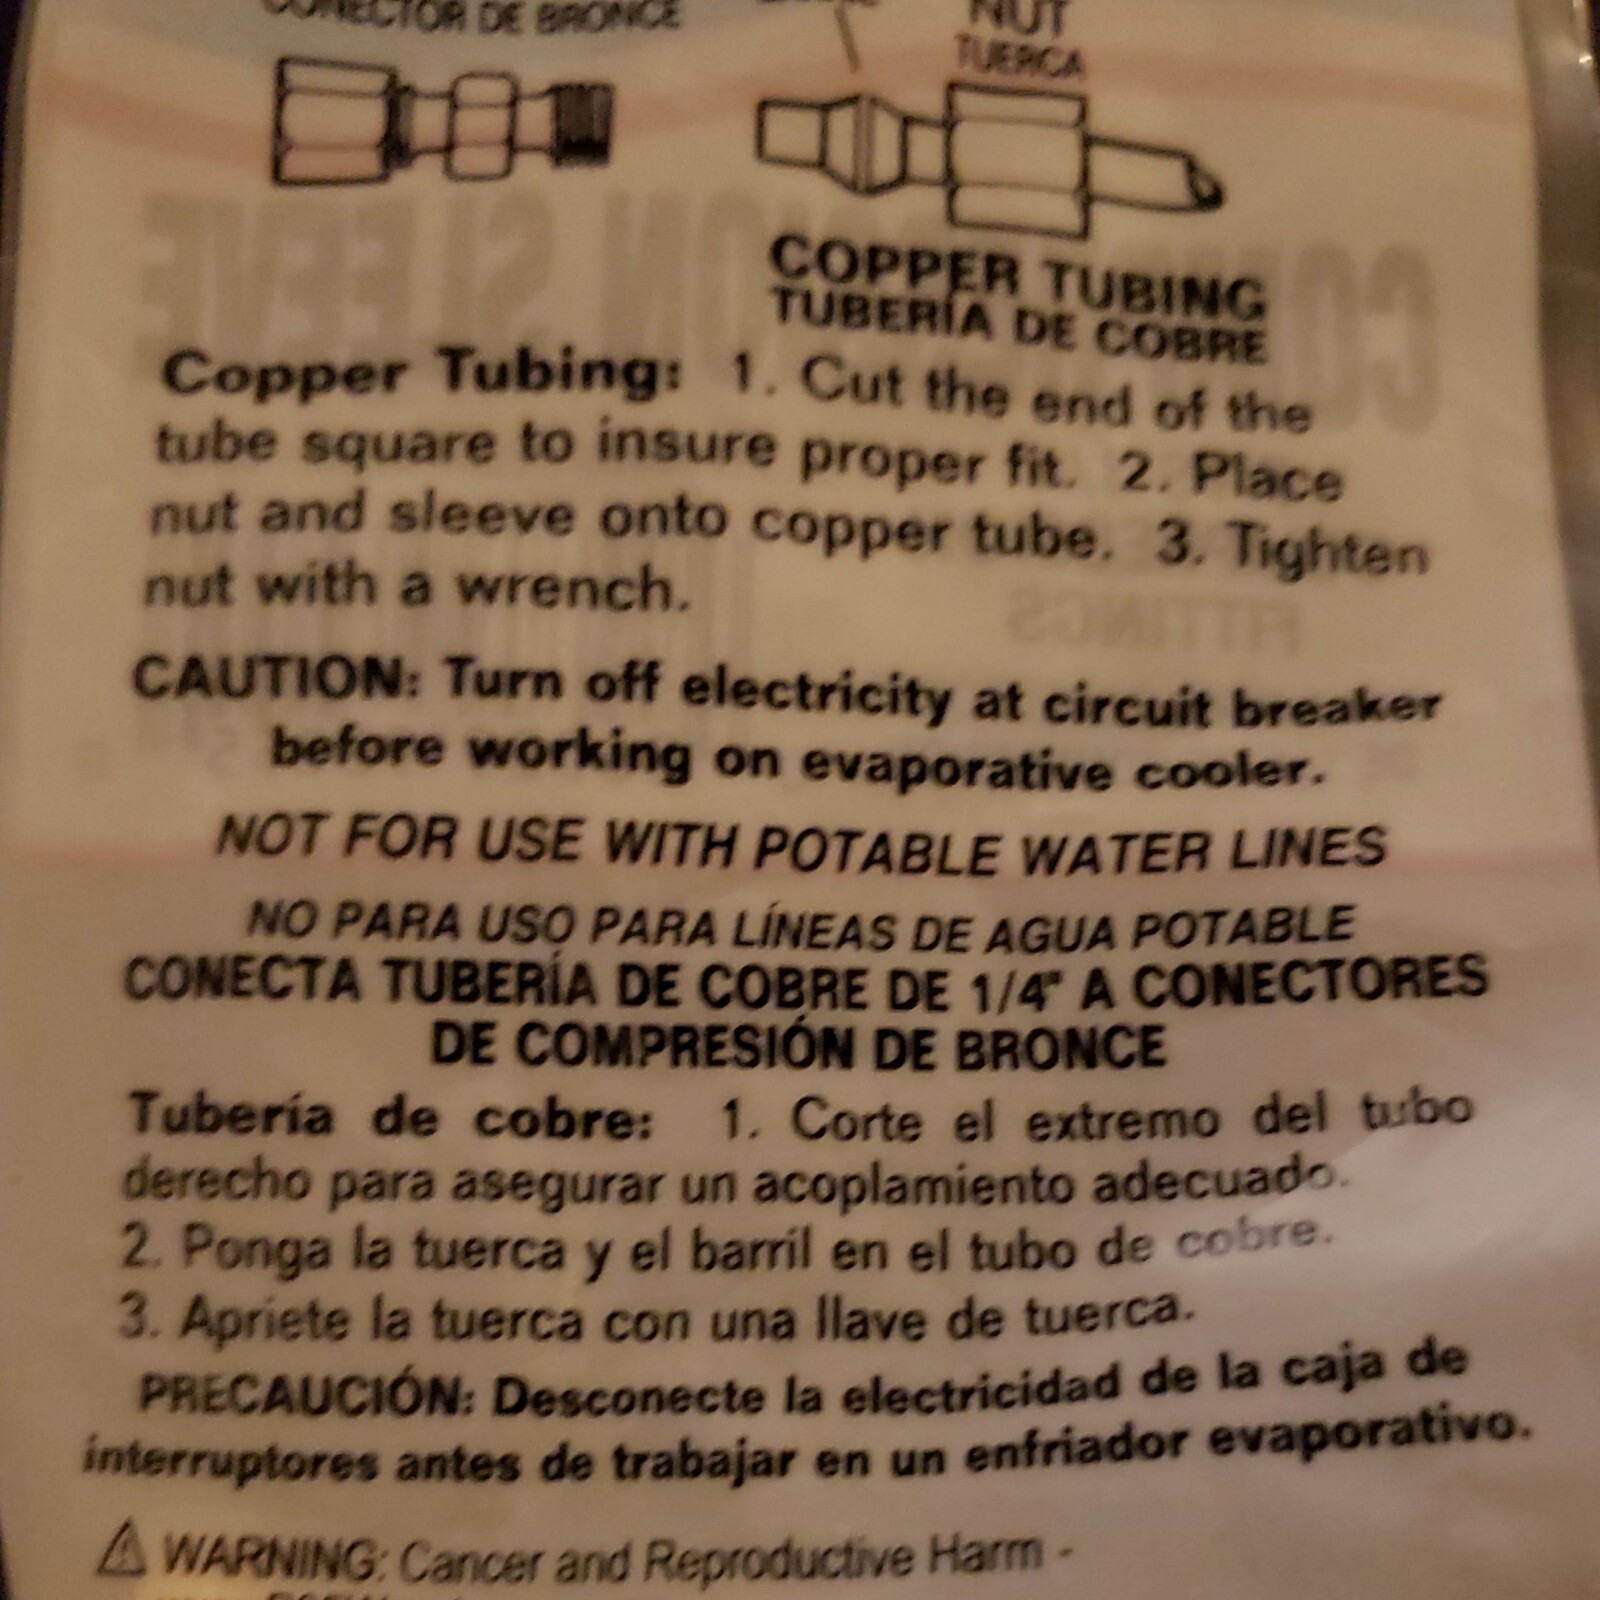 CONECTOR DE BRONCE
NUT
TUERCA
COPPER TUBING
TUBERÍA DE COBRE
Copper Tubing: 1. Cut the end of the
tube square to insure proper fit. 2. Place
nut and sleeve onto copper tube. 3. Tighten
nut with a wrench.
CAUTION: Turn off electricity at circuit breaker
before working on evaporative cooler.
NOT FOR USE WITH POTABLE WATER LINES
NO PARA USO PARA LÍNEAS DE AGUA POTABLE
CONECTA TUBERÍA DE COBRE DE 1/4" A CONECTORES
DE COMPRESIÓN DE BRONCE
Tubería de cobre: 1. Corte el extremo del tubo
derecho para asegurar un acoplamiento adecuado.
2. Ponga la tuerca y el barril en el tubo de cobre.
3. Apriete la tuerca con una llave de tuerca.
PRECAUCIÓN: Desconecte la electricidad de la caja de
interruptores antes de trabajar en un enfriador evaporativo.
⚠ WARNING: Cancer and Reproductive Harm -